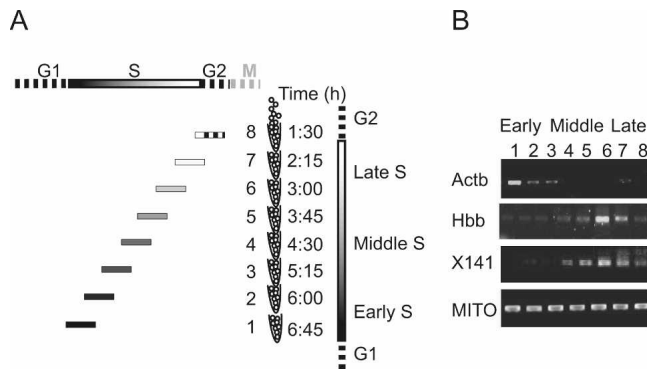 A
G1 S G2 M
Time (h)
8 1:30
7 2:15
6 3:00
5 3:45
4 4:30
3 5:15
2 6:00
1 6:45
G2
Late S
Middle S
Early S
G1
B
Early Middle Late
1 2 3 4 5 6 7 8
Actb
Hbb
X141
MITO